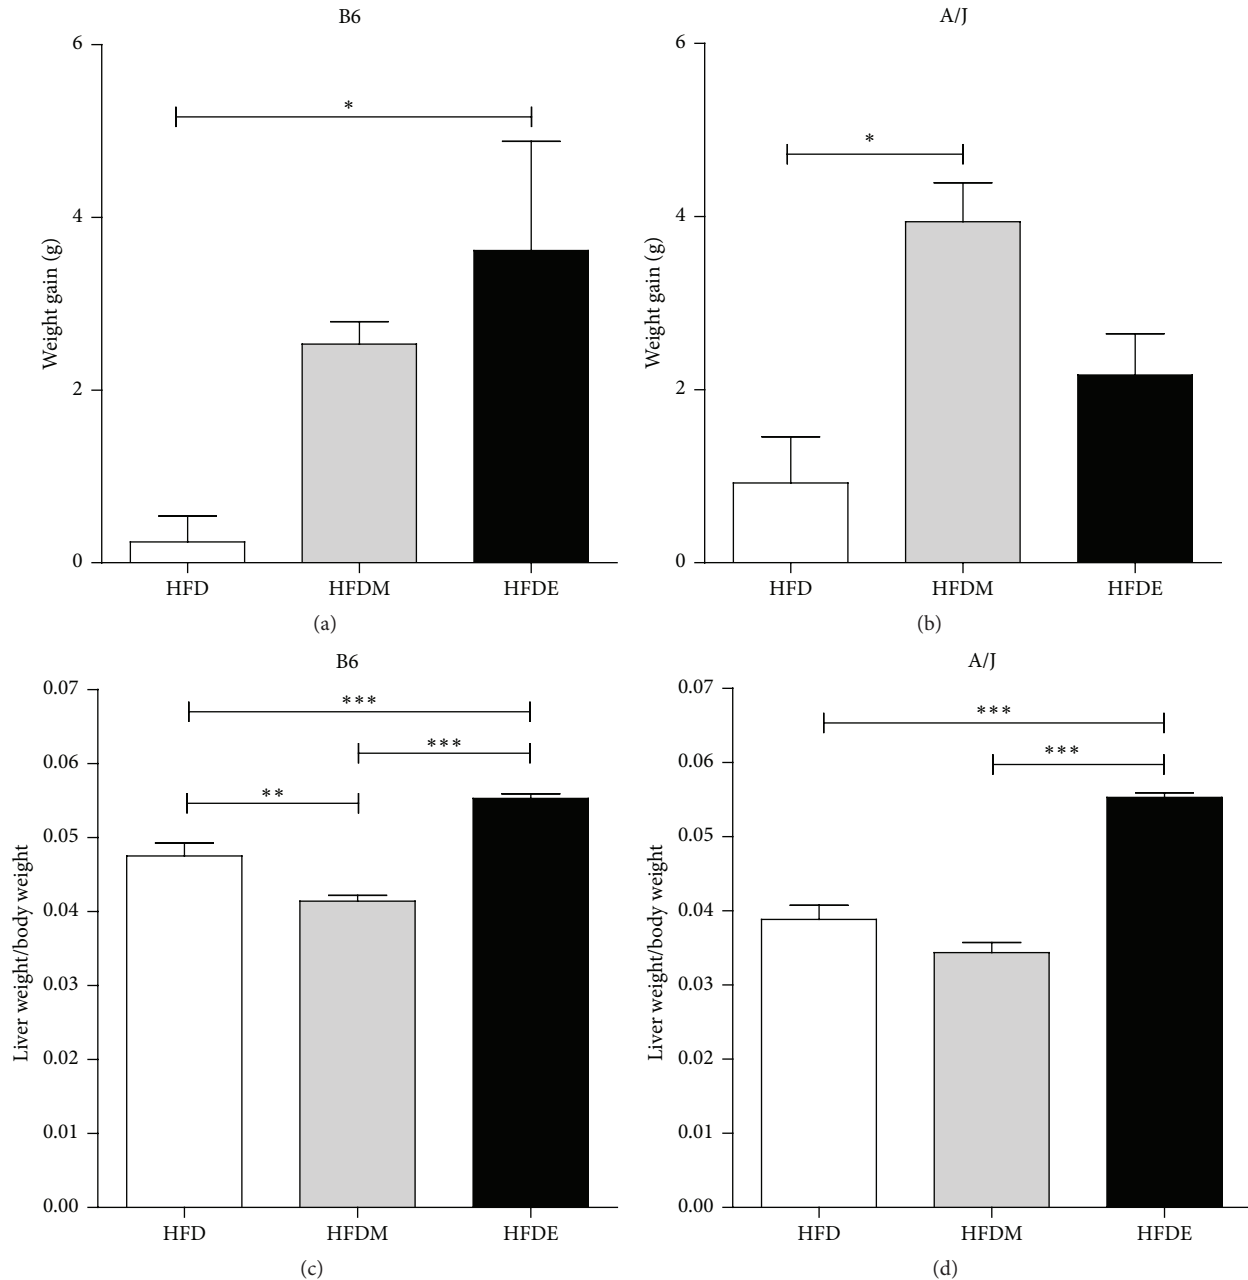 B6
6
4
2
0
Weight gain (g)
*
HFD HFDM HFDE
(a)
A/J
6
4
2
0
Weight gain (g)
*
HFD HFDM HFDE
(b)
B6
0.07
0.06
0.05
0.04
0.03
0.02
0.01
0.00
Liver weight/body weight
***
***
**
HFD HFDM HFDE
(c)
A/J
0.07
0.06
0.05
0.04
0.03
0.02
0.01
0.00
Liver weight/body weight
***
***
HFD HFDM HFDE
(d)